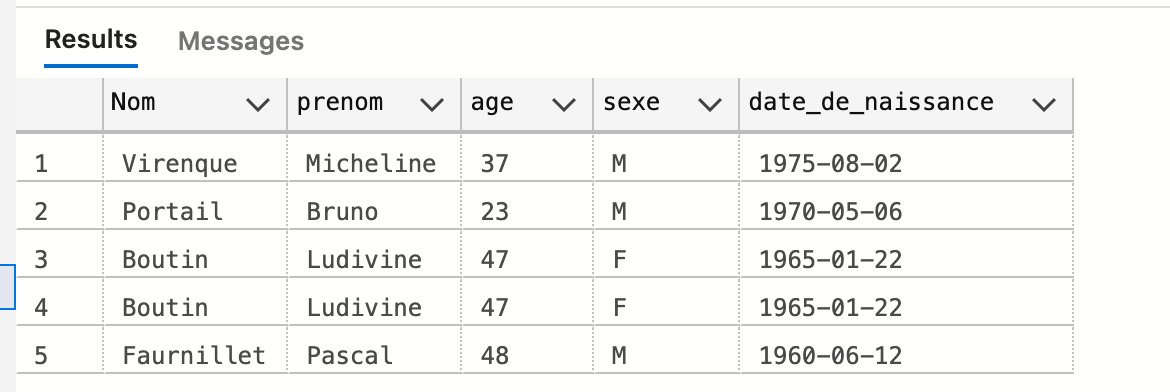 Results Messages
Nom prenom age sexe date_de_naissance
1 Virenque Micheline 37 M 1975-08-02
2 Portail Bruno 23 M 1970-05-06
3 Boutin Ludivine 47 F 1965-01-22
4 Boutin Ludivine 47 F 1965-01-22
5 Faurnillet Pascal 48 M 1960-06-12